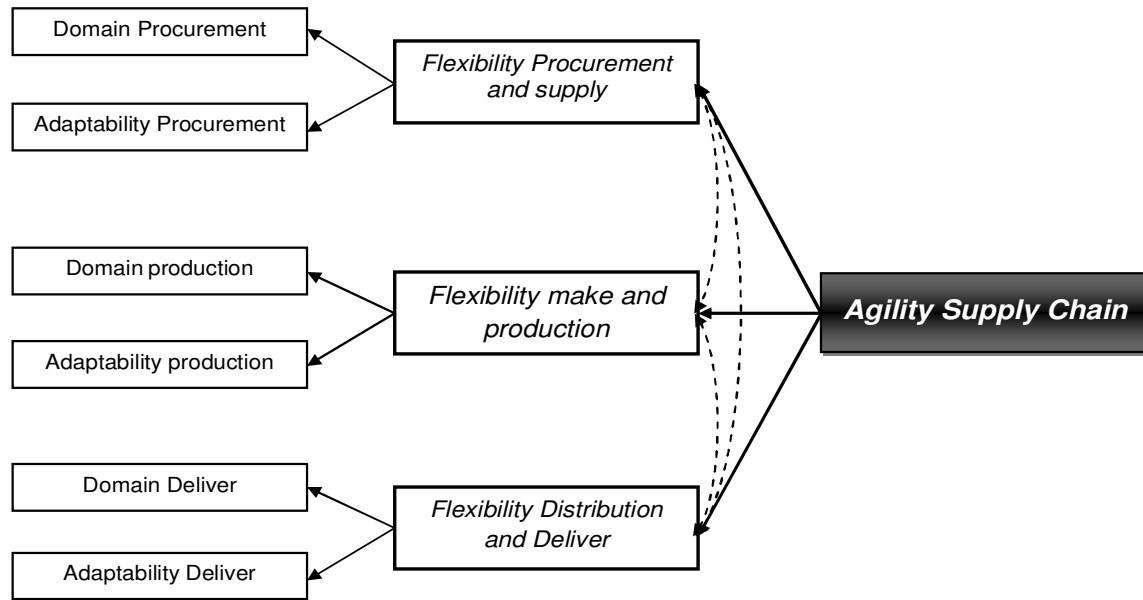 Domain Procurement
Adaptability Procurement
Flexibility Procurement
and supply
Domain production
Adaptability production
Flexibility make and
production
Agility Supply Chain
Domain Deliver
Adaptability Deliver
Flexibility Distribution
and Deliver